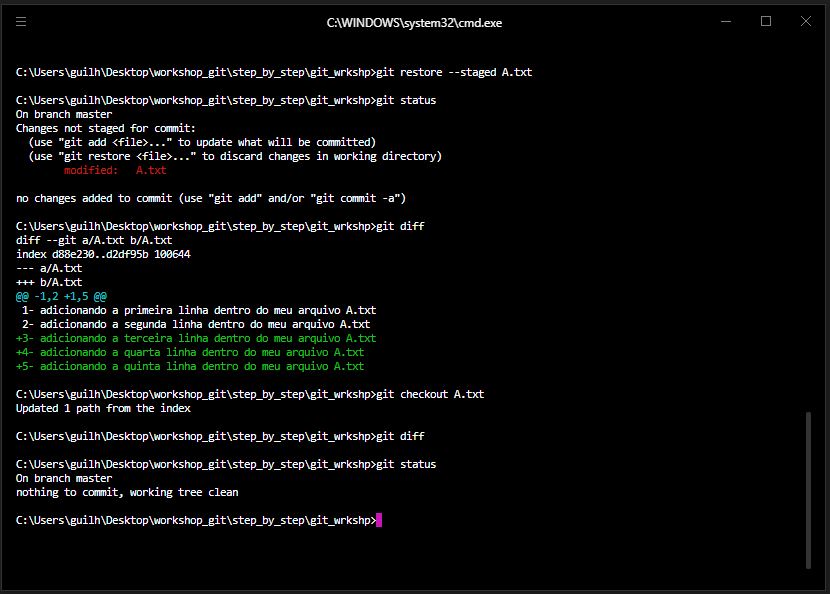 C:\WINDOWS\system32\cmd.exe
C:\Users\guilh\Desktop\workshop_git\step_by_step\git_wrkshp>git restore --staged A.txt
C:\Users\guilh\Desktop\workshop_git\step_by_step\git_wrkshp>git status
On branch master
Changes not staged for commit:
  (use "git add <file>..." to update what will be committed)
  (use "git restore <file>..." to discard changes in working directory)
        modified:   A.txt
no changes added to commit (use "git add" and/or "git commit -a")
C:\Users\guilh\Desktop\workshop_git\step_by_step\git_wrkshp>git diff
diff --git a/A.txt b/A.txt
index d88e230..d2df95b 100644
--- a/A.txt
+++ b/A.txt
@@ -1,2 +1,5 @@
 1- adicionando a primeira linha dentro do meu arquivo A.txt
 2- adicionando a segunda linha dentro do meu arquivo A.txt
+3- adicionando a terceira linha dentro do meu arquivo A.txt
+4- adicionando a quarta linha dentro do meu arquivo A.txt
+5- adicionando a quinta linha dentro do meu arquivo A.txt
C:\Users\guilh\Desktop\workshop_git\step_by_step\git_wrkshp>git checkout A.txt
Updated 1 path from the index
C:\Users\guilh\Desktop\workshop_git\step_by_step\git_wrkshp>git diff
C:\Users\guilh\Desktop\workshop_git\step_by_step\git_wrkshp>git status
On branch master
nothing to commit, working tree clean
C:\Users\guilh\Desktop\workshop_git\step_by_step\git_wrkshp>